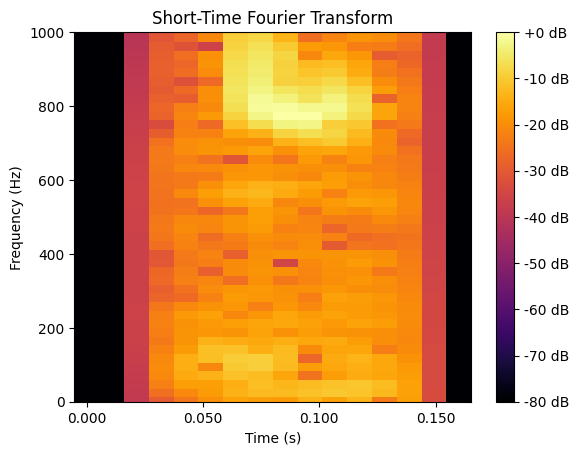 Short-Time Fourier Transform
1000
800
600
400
200
0
Frequency (Hz)
0.000
0.050
0.100
0.150
Time (s)
+0 dB
-10 dB
-20 dB
-30 dB
-40 dB
-50 dB
-60 dB
-70 dB
-80 dB